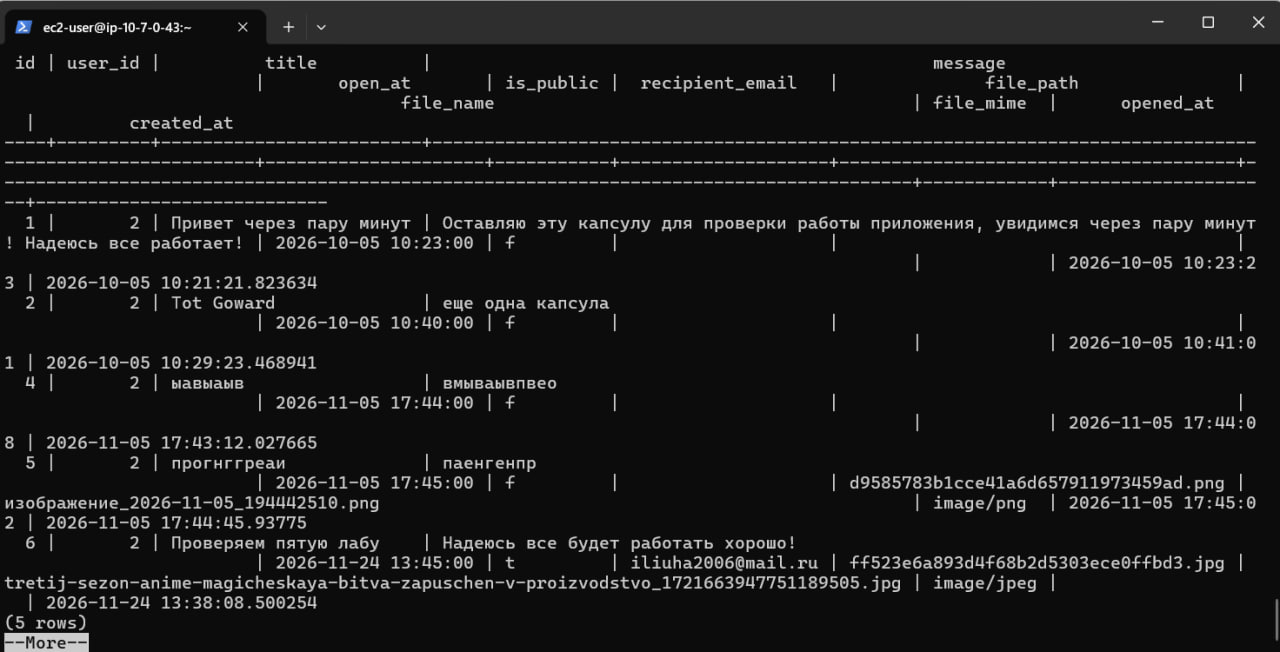 ec2-user@ip-10-7-0-43:~
id | user_id | title | message
| open_at | is_public | recipient_email | file_path |
file_name | file_mime | opened_at
| created_at
----+---------+-------------------------+--------------------------------------------------------------------------------
------------------------+---------------------+-----------+--------------------+--------------------------------------+-
---------------------------------------------------------------------------------------+------------+-------------------
--+----------------------------
1 | 2 | Привет через пару минут | Оставляю эту капсулу для проверки работы приложения, увидимся через пару минут
! Надеюсь все работает! | 2026-10-05 10:23:00 | f | | |
| | 2026-10-05 10:23:2
3 | 2026-10-05 10:21:21.823634
2 | 2 | Tot Goward | еще одна капсула
| 2026-10-05 10:40:00 | f | | |
| | 2026-10-05 10:41:0
1 | 2026-10-05 10:29:23.468941
4 | 2 | ыавыаыв | вмываывпвео
| 2026-11-05 17:44:00 | f | | |
| | 2026-11-05 17:44:0
8 | 2026-11-05 17:43:12.027665
5 | 2 | прогнггреаи | паенгенпр
| 2026-11-05 17:45:00 | f | | d9585783b1cce41a6d657911973459ad.png |
изображение_2026-11-05_194442510.png | image/png | 2026-11-05 17:45:0
2 | 2026-11-05 17:44:45.93775
6 | 2 | Проверяем пятую лабу | Надеюсь все будет работать хорошо!
| 2026-11-24 13:45:00 | t | iliuha2006@mail.ru | ff523e6a893d4f68b2d5303ece0ffbd3.jpg |
tretij-sezon-anime-magicheskaya-bitva-zapuschen-v-proizvodstvo_1721663947751189505.jpg | image/jpeg |
| 2026-11-24 13:38:08.500254
(5 rows)
--More--